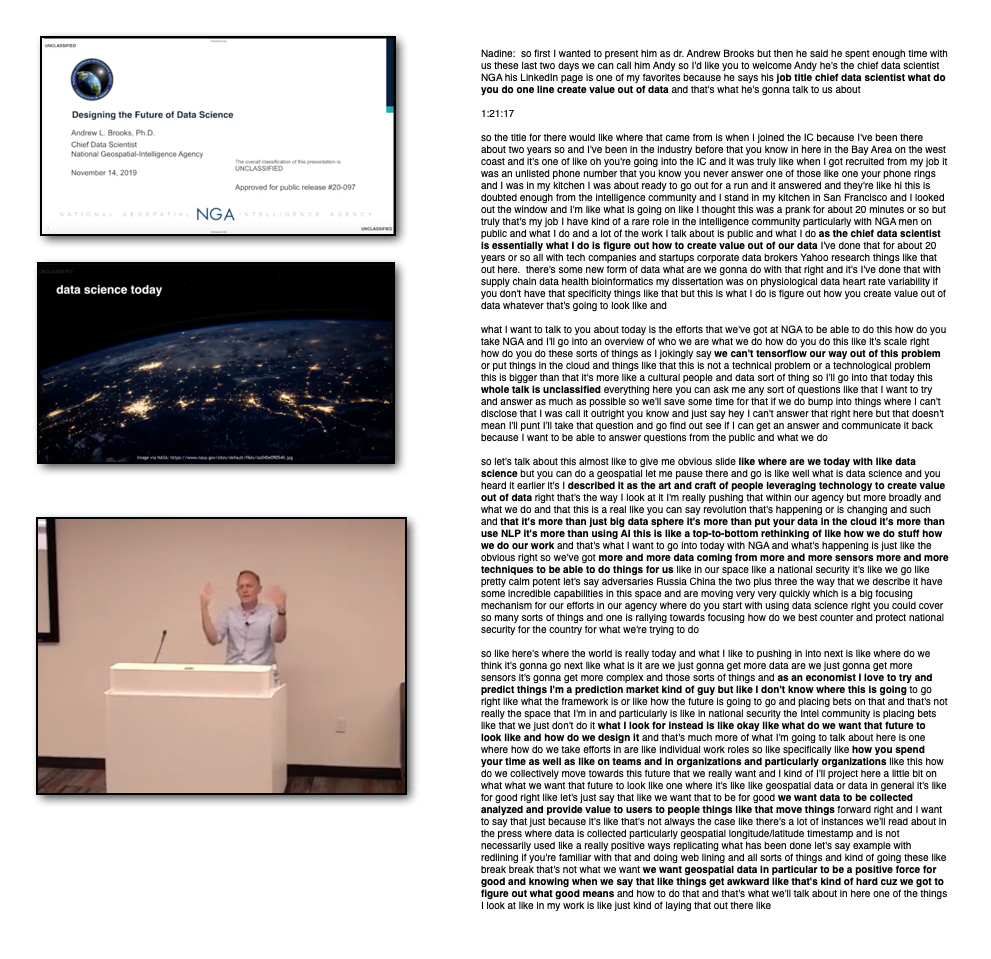 UNCLASSIFIED
Designing the Future of Data Science
Andrew L. Brooks, Ph.D.
Chief Data Scientist
National Geospatial-Intelligence Agency
November 14, 2019
The overall classification of this presentation is:
UNCLASSIFIED
Approved for public release #20-097
NATIONAL GEOSPATIAL NGA INTELLIGENCE AGENCY
UNCLASSIFIED
data science today
Nadine: so first I wanted to present him as dr. Andrew Brooks but then he said he spent enough time with
us these last two days we can call him Andy so I'd like you to welcome Andy he's the chief data scientist
NGA his LinkedIn page is one of my favorites because he says his job title chief data scientist what do
you do one line create value out of data and that's what he's gonna talk to us about
1:21:17
so the title for there would like where that came from is when I joined the IC because I've been there
about two years so and I've been in the industry before that you know in here in the Bay Area on the west
coast and it's one of like oh you're going into the IC and it was truly like when I got recruited from my job it
was an unlisted phone number that you know you never answer one of those like one your phone rings
and I was in my kitchen I was about ready to go out for a run and it answered and they're like hi this is
doubted enough from the intelligence community and I stand in my kitchen in San Francisco and I looked
out the window and I'm like what is going on like I thought this was a prank for about 20 minutes or so but
truly that's my job I have kind of a rare role in the intelligence community particularly with NGA men on
public and what I do and a lot of the work I talk about is public and what I do as the chief data scientist
is essentially what I do is figure out how to create value out of our data I've done that for about 20
years or so all with tech companies and startups corporate data brokers Yahoo research things like that
out here. there's some new form of data what are we gonna do with that right and it's I've done that with
supply chain data health bioinformatics my dissertation was on physiological data heart rate variability if
you don't have that specificity things like that but this is what I do is figure out how you create value out of
data whatever that's going to look like and
what I want to talk to you about today is the efforts that we've got at NGA to be able to do this how do you
take NGA and I'll go into an overview of who we are what we do how do you do this like it's scale right
how do you do these sorts of things as I jokingly say we can't tensorflow our way out of this problem
or put things in the cloud and things like that this is not a technical problem or a technological problem
this is bigger than that it's more like a cultural people and data sort of thing so I'll go into that today this
whole talk is unclassified everything here you can ask me any sort of questions like that I want to try
and answer as much as possible so we'll save some time for that if we do bump into things where I can't
disclose that I was call it outright you know and just say hey I can't answer that right here but that doesn't
mean I'll punt I'll take that question and go find out see if I can get an answer and communicate it back
because I want to be able to answer questions from the public and what we do
so let's talk about this almost like to give me obvious slide like where are we today with like data
science but you can do a geospatial let me pause there and go is like well what is data science and you
heard it earlier it's I described it as the art and craft of people leveraging technology to create value
out of data right that's the way I look at it I'm really pushing that within our agency but more broadly and
what we do and that this is a real like you can say revolution that's happening or is changing and such
and that it's more than just big data sphere it's more than put your data in the cloud it's more than
use NLP it's more than using AI this is like a top-to-bottom rethinking of like how we do stuff how
we do our work and that's what I want to go into today with NGA and what's happening is just like the
obvious right so we've got more and more data coming from more and more sensors more and more
techniques to be able to do things for us like in our space like a national security it's like we go like
pretty calm potent let's say adversaries Russia China the two plus three the way that we describe it have
some incredible capabilities in this space and are moving very very quickly which is a big focusing
mechanism for our efforts in our agency where do you start with using data science right you could cover
so many sorts of things and one is rallying towards focusing how do we best counter and protect national
security for the country for what we're trying to do
so like here's where the world is really today and what I like to pushing in into next is like where do we
think it's gonna go next like what is it are we just gonna get more data are we just gonna get more
sensors it's gonna get more complex and those sorts of things and as an economist I love to try and
predict things I'm a prediction market kind of guy but like I don't know where this is going to go
right like what the framework is or like how the future is going to go and placing bets on that and that's not
really the space that I'm in and particularly is like in national security the Intel community is placing bets
like that we just don't do it what I look for instead is like okay like what do we want that future to
look like and how do we design it and that's much more of what I'm going to talk about here is one
where how do we take efforts in are like individual work roles so like specifically like how you spend
your time as well as like on teams and in organizations and particularly organizations like this how
do we collectively move towards this future that we really want and I kind of I'll project here a little bit on
what what we want that future to look like one where it's like like geospatial data or data in general it's like
for good right like let's just say that like we want that to be for good we want data to be collected
analyzed and provide value to users to people things like that move things forward right and I want
to say that just because it's like that's not always the case like there's a lot of instances we'll read about in
the press where data is collected particularly geospatial longitude/latitude timestamp and is not
necessarily used like a really positive ways replicating what has been done let's say example with
redlining if you're familiar with that and doing web lining and all sorts of things and kind of going these like
break break that's not what we want we want geospatial data in particular to be a positive force for
good and knowing when we say that like things get awkward like that's kind of hard cuz we got to
figure out what good means and how to do that and that's what we'll talk about in here one of the things
I look at like in my work is like just kind of laying that out there like